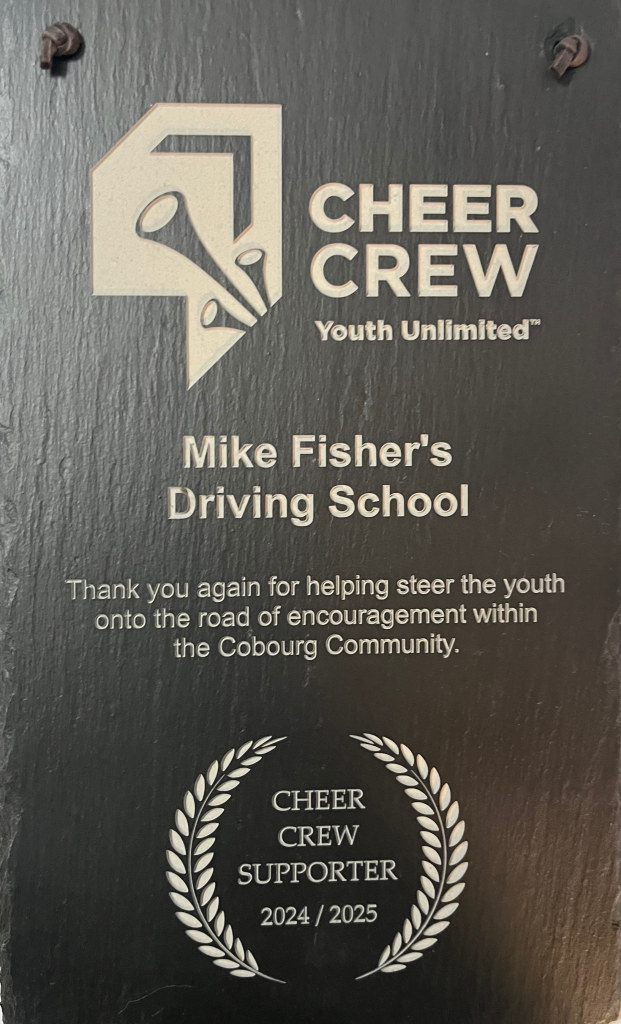 CHEER
CREW
Youth Unlimited™
Mike Fisher's
Driving School
Thank you again for helping steer the youth
onto the road of encouragement within
the Cobourg Community.
CHEER
CREW
SUPPORTER
2024 / 2025